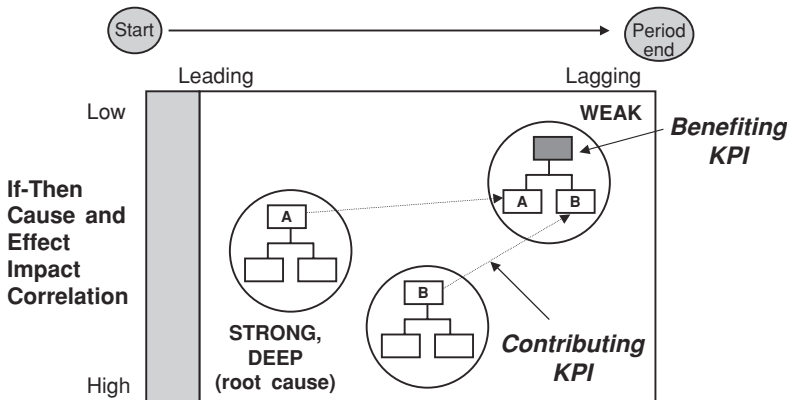 Start
Period
end
Leading
Lagging
Low
WEAK
Benefiting
KPI
If-Then
Cause and
Effect
Impact
Correlation
A
A
B
B
STRONG,
DEEP
(root cause)
Contributing
KPI
High